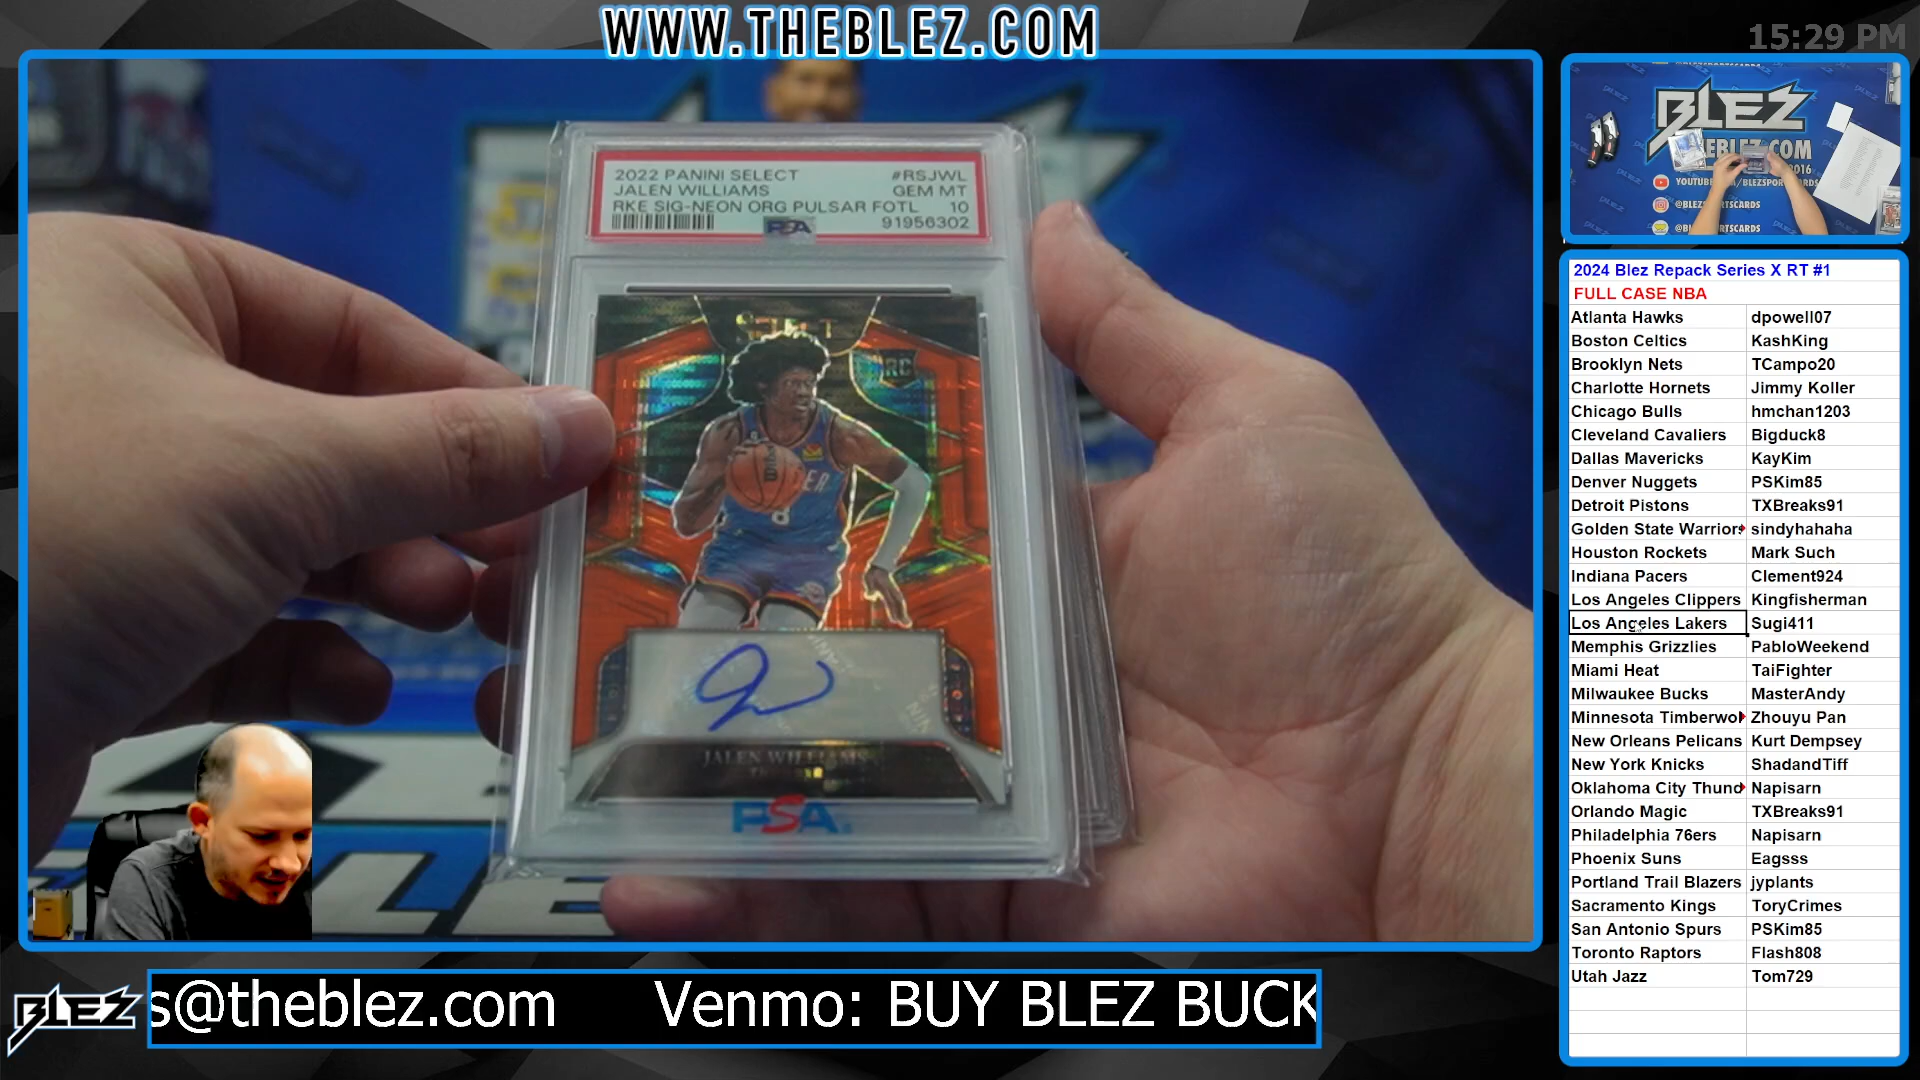 WWW.THEBLEZ.COM
15:29 PM
2022 PANINI SELECT #RSJWL
JALEN WILLIAMS GEM MT
RKE SIG-NEON ORG PULSAR FOTL 10
91956302
PSA
SELECT
RC
8
JALEN WILLIAMS
PSA
BLEZ
THEBLEZ.COM
2024 Blez Repack Series X RT #1
FULL CASE NBA
Atlanta Hawks dpowell07
Boston Celtics KashKing
Brooklyn Nets TCampo20
Charlotte Hornets Jimmy Koller
Chicago Bulls hmchan1203
Cleveland Cavaliers Bigduck8
Dallas Mavericks KayKim
Denver Nuggets PSKim85
Detroit Pistons TXBreaks91
Golden State Warriors sindyhahaha
Houston Rockets Mark Such
Indiana Pacers Clement924
Los Angeles Clippers Kingfisherman
Los Angeles Lakers Sugi411
Memphis Grizzlies PabloWeekend
Miami Heat TaiFighter
Milwaukee Bucks MasterAndy
Minnesota Timberwol Zhouyu Pan
New Orleans Pelicans Kurt Dempsey
New York Knicks ShadandTiff
Oklahoma City Thund Napisarn
Orlando Magic TXBreaks91
Philadelphia 76ers Napisarn
Phoenix Suns Eagsss
Portland Trail Blazers jyplants
Sacramento Kings ToryCrimes
San Antonio Spurs PSKim85
Toronto Raptors Flash808
Utah Jazz Tom729
BLEZ
s@theblez.com Venmo: BUY BLEZ BUCK